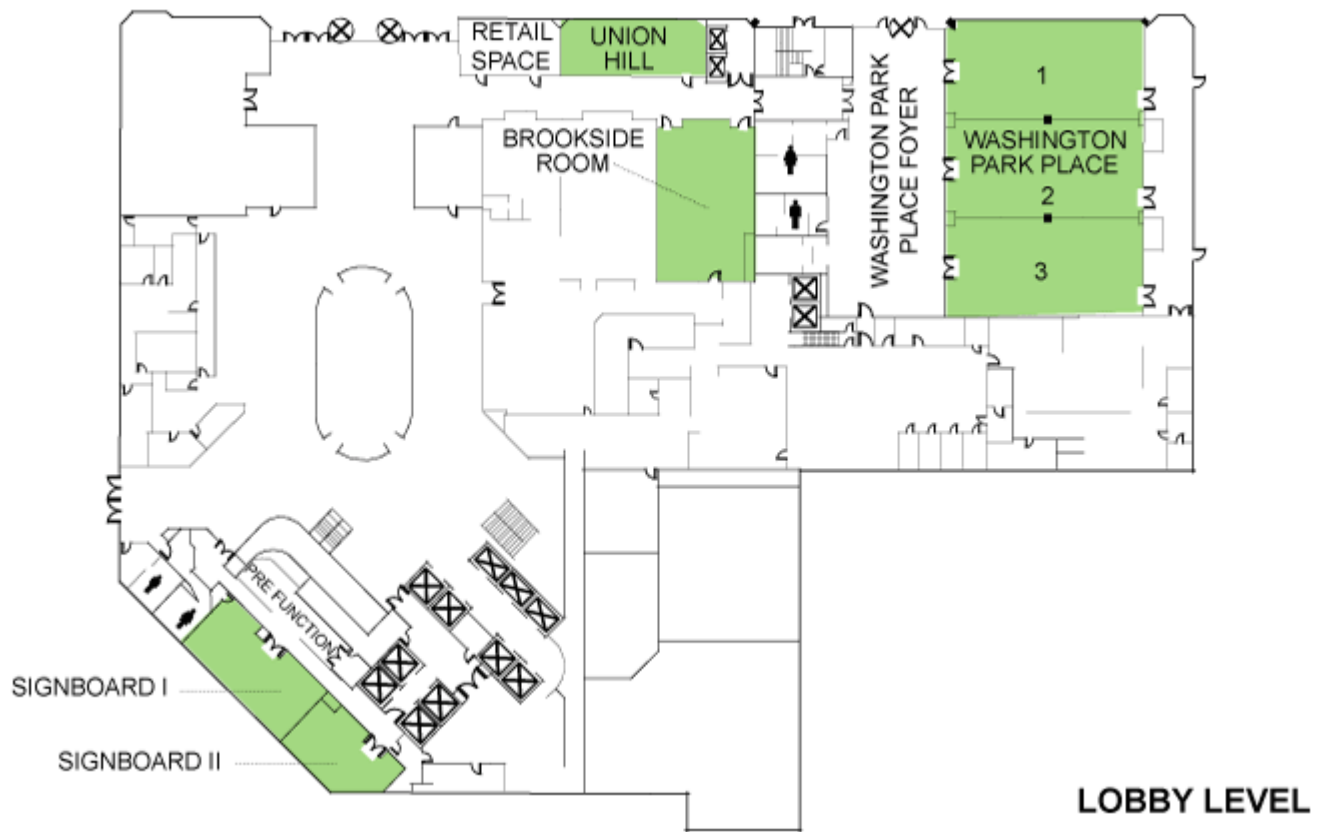 RETAIL
SPACE
UNION
HILL
BROOKSIDE
ROOM
WASHINGTON PARK
PLACE FOYER
1
WASHINGTON
PARK PLACE
2
3
PRE FUNCTION
SIGNBOARD I
SIGNBOARD II
LOBBY LEVEL